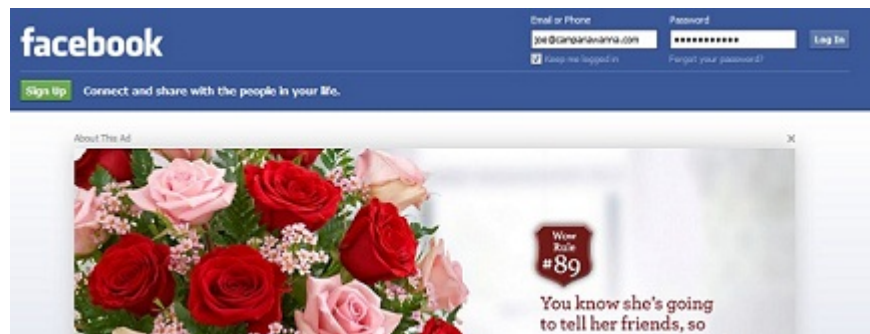 Email or Phone
Password
facebook
joe@campanawanna.com
•••••••••••
Log In
Keep me logged in
Forgot your password?
Sign Up
Connect and share with the people in your life.
About This Ad
×
Wow
Rule
#89
You know she's going
to tell her friends, so